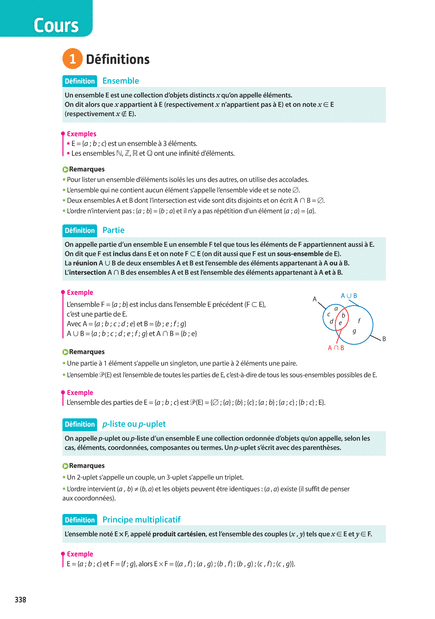 Cours
1 Définitions
Définition Ensemble
Un ensemble E est une collection d'objets distincts x qu'on appelle éléments.
On dit alors que x appartient à E (respectivement x n'appartient pas à E) et on note x ∈ E
(respectivement x ∉ E).
Exemples
• E = {a ; b ; c} est un ensemble à 3 éléments.
• Les ensembles ℕ, ℤ, ℝ et ℚ ont une infinité d'éléments.
Remarques
• Pour lister un ensemble d'éléments isolés les uns des autres, on utilise des accolades.
• L'ensemble qui ne contient aucun élément s'appelle l'ensemble vide et se note ∅.
• Deux ensembles A et B dont l'intersection est vide sont dits disjoints et on écrit A ∩ B = ∅.
• L'ordre n'intervient pas : {a ; b} = {b ; a} et il n'y a pas répétition d'un élément {a ; a} = {a}.
Définition Partie
On appelle partie d'un ensemble E un ensemble F tel que tous les éléments de F appartiennent aussi à E.
On dit que F est inclus dans E et on note F ⊂ E (on dit aussi que F est un sous-ensemble de E).
La réunion A ∪ B de deux ensembles A et B est l'ensemble des éléments appartenant à A ou à B.
L'intersection A ∩ B des ensembles A et B est l'ensemble des éléments appartenant à A et à B.
Exemple
L'ensemble F = {a ; b} est inclus dans l'ensemble E précédent (F ⊂ E),
c'est une partie de E.
Avec A = {a ; b ; c ; d ; e} et B = {b ; e ; f ; g}
A ∪ B = {a ; b ; c ; d ; e ; f ; g} et A ∩ B = {b ; e}
A
A ∪ B
a
c
b
d
e
f
g
B
A ∩ B
Remarques
• Une partie à 1 élément s'appelle un singleton, une partie à 2 éléments une paire.
• L'ensemble 𝒫(E) est l'ensemble de toutes les parties de E, c'est-à-dire de tous les sous-ensembles possibles de E.
Exemple
L'ensemble des parties de E = {a ; b ; c} est 𝒫(E) = {∅ ; {a} ; {b} ; {c} ; {a ; b} ; {a ; c} ; {b ; c} ; E}.
Définition p-liste ou p-uplet
On appelle p-uplet ou p-liste d'un ensemble E une collection ordonnée d'objets qu'on appelle, selon les
cas, éléments, coordonnées, composantes ou termes. Un p-uplet s'écrit avec des parenthèses.
Remarques
• Un 2-uplet s'appelle un couple, un 3-uplet s'appelle un triplet.
• L'ordre intervient (a , b) ≠ (b, a) et les objets peuvent être identiques : (a , a) existe (il suffit de penser
aux coordonnées).
Définition Principe multiplicatif
L'ensemble noté E × F, appelé produit cartésien, est l'ensemble des couples (x , y) tels que x ∈ E et y ∈ F.
Exemple
E = {a ; b ; c} et F = {f ; g}, alors E × F = {(a , f) ; (a , g) ; (b , f) ; (b , g) ; (c , f) ; (c , g)}.
338